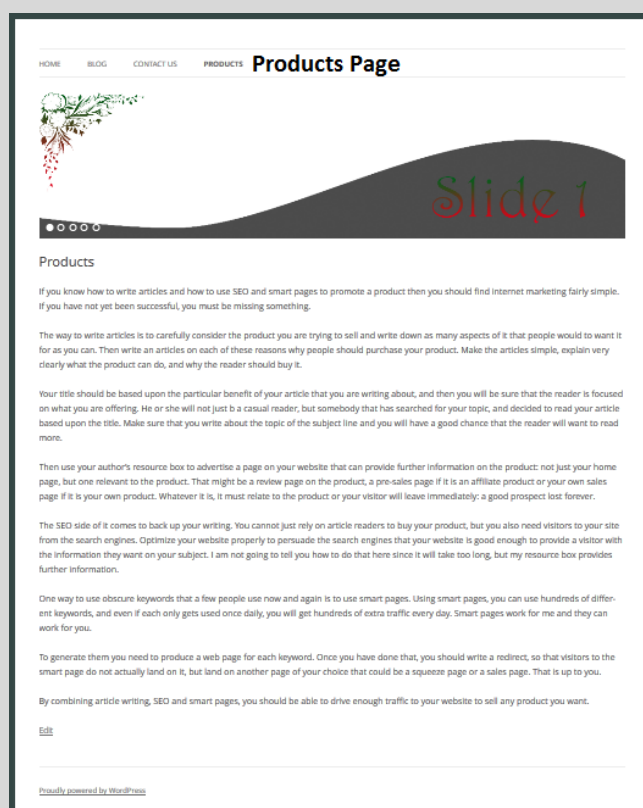 HOME BLOG CONTACT US PRODUCTS Products Page
Slide 1
Products
If you know how to write articles and how to use SEO and smart pages to promote a product then you should find internet marketing fairly simple.
If you have not yet been successful, you must be missing something.
The way to write articles is to carefully consider the product you are trying to sell and write down as many aspects of it that people would to want it
for as you can. Then write an articles on each of these reasons why people should purchase your product. Make the articles simple, explain very
clearly what the product can do, and why the reader should buy it.
Your title should be based upon the particular benefit of your article that you are writing about, and then you will be sure that the reader is focused
on what you are offering. He or she will not just b a casual reader, but somebody that has searched for your topic, and decided to read your article
based upon the title. Make sure that you write about the topic of the subject line and you will have a good chance that the reader will want to read
more.
Then use your author's resource box to advertise a page on your website that can provide further information on the product: not just your home
page, but one relevant to the product. That might be a review page on the product, a pre-sales page if it is an affiliate product or your own sales
page if it is your own product. Whatever it is, it must relate to the product or your visitor will leave immediately: a good prospect lost forever.
The SEO side of it comes to back up your writing. You cannot just rely on article readers to buy your product, but you also need visitors to your site
from the search engines. Optimize your website properly to persuade the search engines that your website is good enough to provide a visitor with
the information they want on your subject. I am not going to tell you how to do that here since it will take too long, but my resource box provides
further information.
One way to use obscure keywords that a few people use now and again is to use smart pages. Using smart pages, you can use hundreds of differ-
ent keywords, and even if each only gets used once daily, you will get hundreds of extra traffic every day. Smart pages work for me and they can
work for you.
To generate them you need to produce a web page for each keyword. Once you have done that, you should write a redirect, so that visitors to the
smart page do not actually land on it, but land on another page of your choice that could be a squeeze page or a sales page. That is up to you.
By combining article writing, SEO and smart pages, you should be able to drive enough traffic to your website to sell any product you want.
Edit
Proudly powered by WordPress